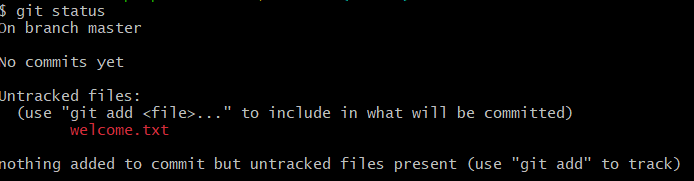 $ git status
On branch master
No commits yet
Untracked files:
(use "git add <file>..." to include in what will be committed)
welcome.txt
nothing added to commit but untracked files present (use "git add" to track)